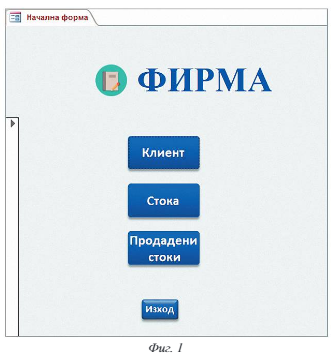 Начална форма
ФИРМА
Клиент
Стока
Продадени
стоки
Изход
Фиг. 1